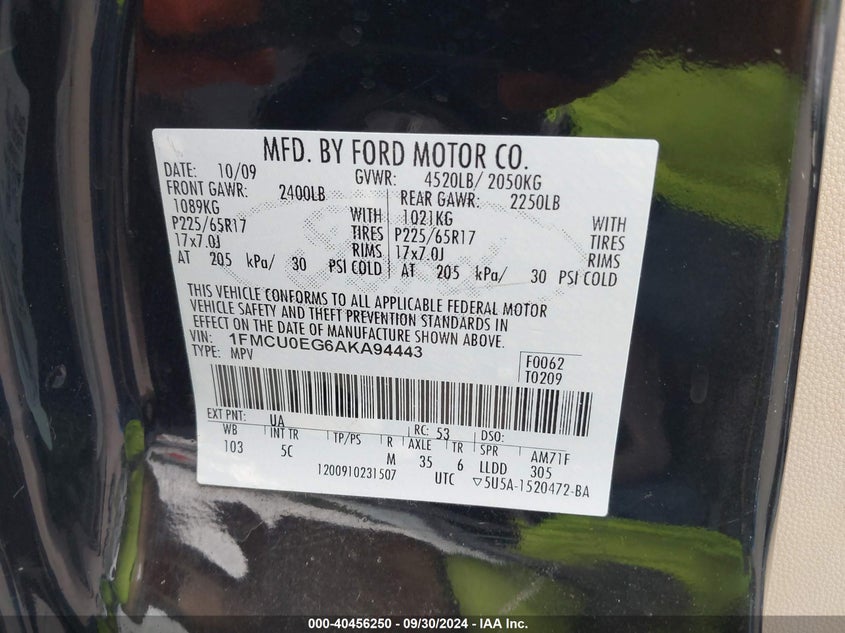 MFD. BY FORD MOTOR CO.
DATE: 10/09 GVWR: 4520LB/ 2050KG
FRONT GAWR: 2400LB REAR GAWR: 2250LB
1089KG WITH 1021KG WITH
P225/65R17 TIRES P225/65R17 TIRES
17x7.0J RIMS 17x7.0J RIMS
AT 205 kPa/ 30 PSI COLD AT 205 kPa/ 30 PSI COLD
THIS VEHICLE CONFORMS TO ALL APPLICABLE FEDERAL MOTOR
VEHICLE SAFETY AND THEFT PREVENTION STANDARDS IN
EFFECT ON THE DATE OF MANUFACTURE SHOWN ABOVE.
VIN: 1FMCU0EG6AKA94443
TYPE: MPV F0062
T0209
EXT PNT: UA RC: 53 DSO:
WB INT TR TP/PS R AXLE TR SPR AM71F
103 5C M 35 6 LLDD 305
1200910231507 UTC ▽5U5A-1520472-BA
000-40456250 - 09/30/2024 - IAA Inc.